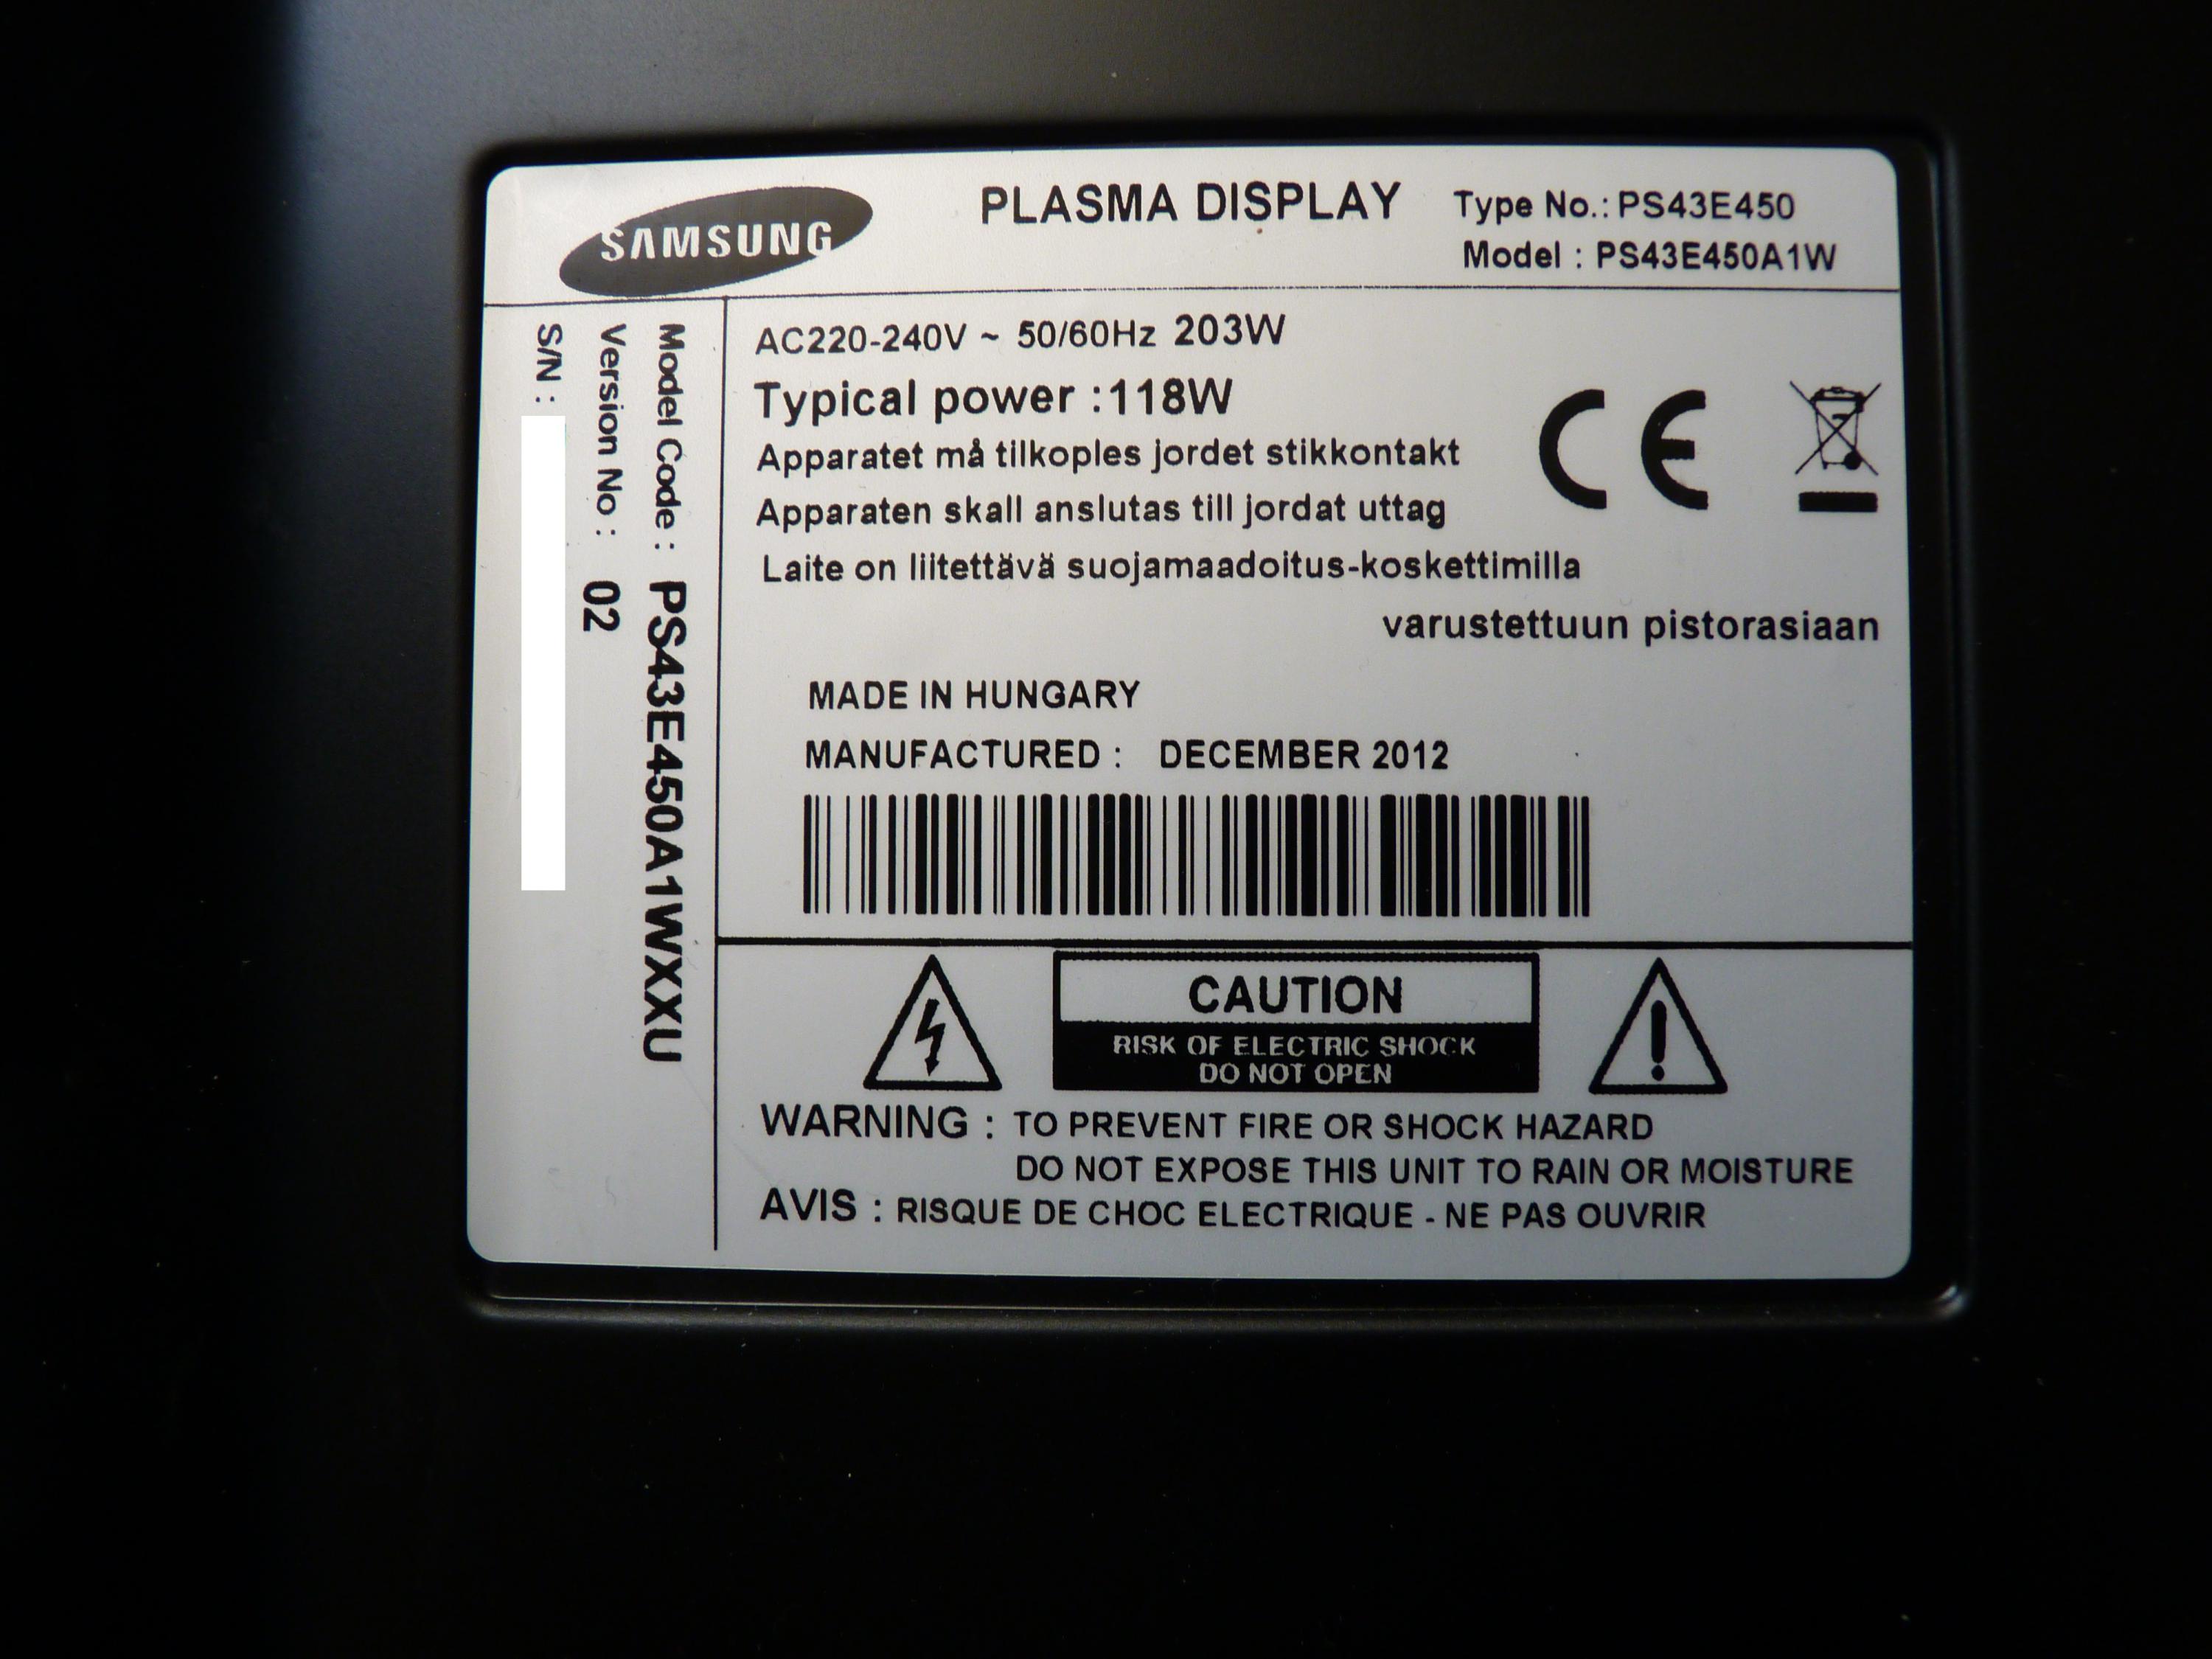 SAMSUNG
PLASMA DISPLAY
Type No.: PS43E450
Model : PS43E450A1W
Model Code : PS43E450A1WXXU
Version No : 02
S/N :
AC220-240V ~ 50/60Hz 203W
Typical power :118W
Apparatet må tilkoples jordet stikkontakt
Apparaten skall anslutas till jordat uttag
Laite on liitettävä suojamaadoitus-koskettimilla
varustettuun pistorasiaan
CE
MADE IN HUNGARY
MANUFACTURED : DECEMBER 2012
CAUTION
RISK OF ELECTRIC SHOCK
DO NOT OPEN
WARNING : TO PREVENT FIRE OR SHOCK HAZARD
DO NOT EXPOSE THIS UNIT TO RAIN OR MOISTURE
AVIS : RISQUE DE CHOC ELECTRIQUE - NE PAS OUVRIR